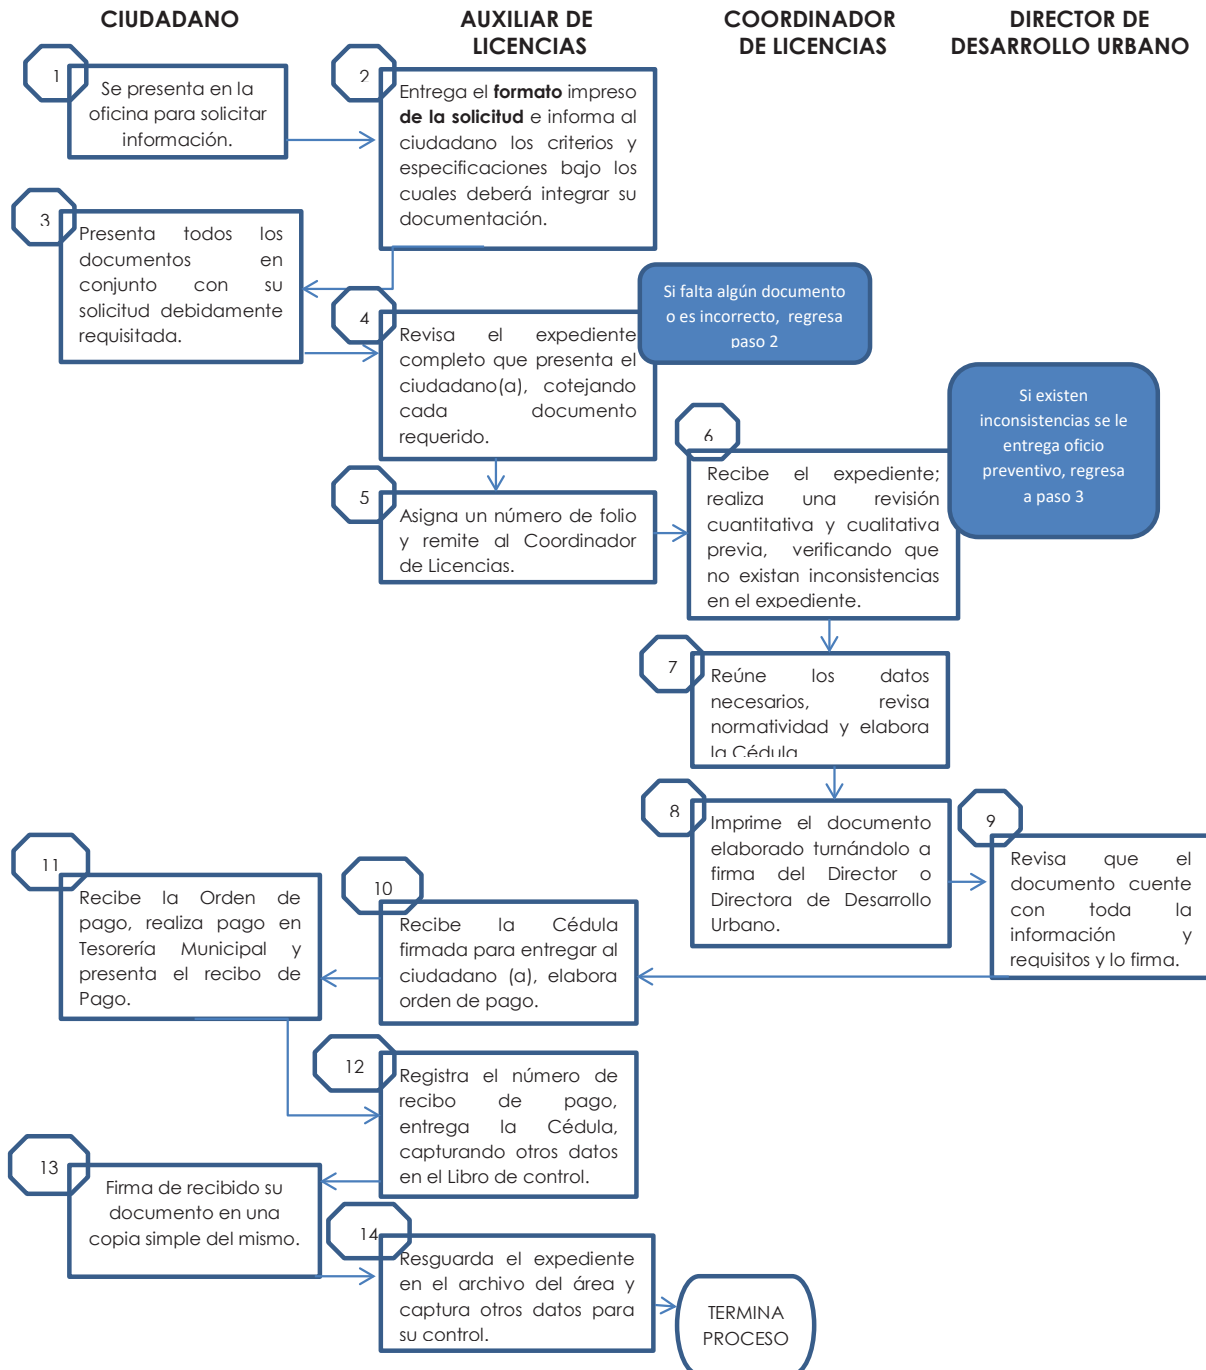 CIUDADANO
AUXILIAR DE
LICENCIAS
COORDINADOR
DE LICENCIAS
DIRECTOR DE
DESARROLLO URBANO
1
Se presenta en la
oficina para solicitar
información.
2
Entrega el formato impreso
de la solicitud e informa al
ciudadano los criterios y
especificaciones bajo los
cuales deberá integrar su
documentación.
3
Presenta todos los
documentos en
conjunto con su
solicitud debidamente
requisitada.
4
Revisa el expediente
completo que presenta el
ciudadano(a), cotejando
cada documento
requerido.
Si falta algún documento
o es incorrecto, regresa
paso 2
5
Asigna un número de folio
y remite al Coordinador
de Licencias.
6
Recibe el expediente;
realiza una revisión
cuantitativa y cualitativa
previa, verificando que
no existan inconsistencias
en el expediente.
Si existen
inconsistencias se le
entrega oficio
preventivo, regresa
a paso 3
7
Reúne los datos
necesarios, revisa
normatividad y elabora
la Cédula
8
Imprime el documento
elaborado turnándolo a
firma del Director o
Directora de Desarrollo
Urbano.
9
Revisa que el
documento cuente
con toda la
información y
requisitos y lo firma.
10
Recibe la Cédula
firmada para entregar al
ciudadano (a), elabora
orden de pago.
11
Recibe la Orden de
pago, realiza pago en
Tesorería Municipal y
presenta el recibo de
Pago.
12
Registra el número de
recibo de pago,
entrega la Cédula,
capturando otros datos
en el Libro de control.
13
Firma de recibido su
documento en una
copia simple del mismo.
14
Resguarda el expediente
en el archivo del área y
captura otros datos para
su control.
TERMINA
PROCESO